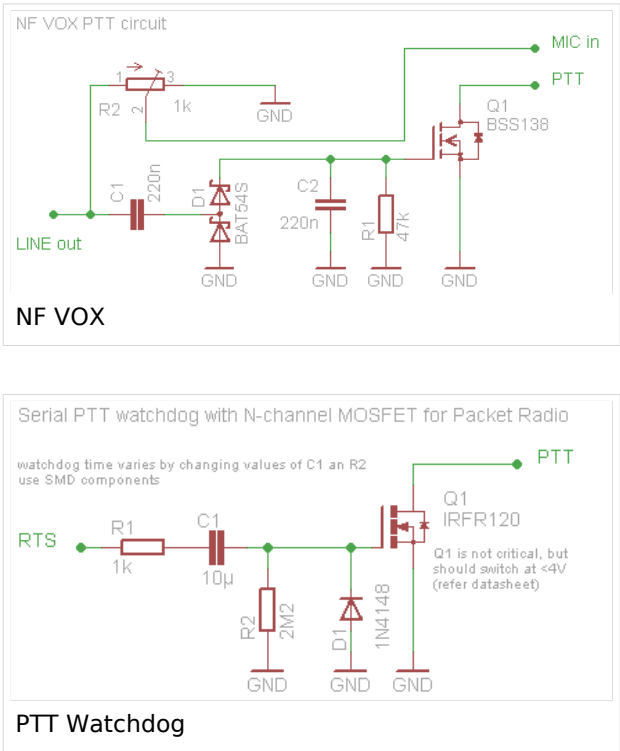 NF VOX PTT circuit
MIC in
PTT
1
3
R2
2
1k
GND
Q1
BSS138
C1
220n
D1
BAT54S
C2
220n
R1
47k
LINE out
GND
GND
GND
GND
NF VOX
Serial PTT watchdog with N-channel MOSFET for Packet Radio
watchdog time varies by changing values of C1 an R2
use SMD components
PTT
Q1
IRFR120
RTS
R1
1k
C1
10µ
Q1 is not critical, but
should switch at <4V
(refer datasheet)
R2
2M2
D1
1N4148
GND
GND
GND
PTT Watchdog